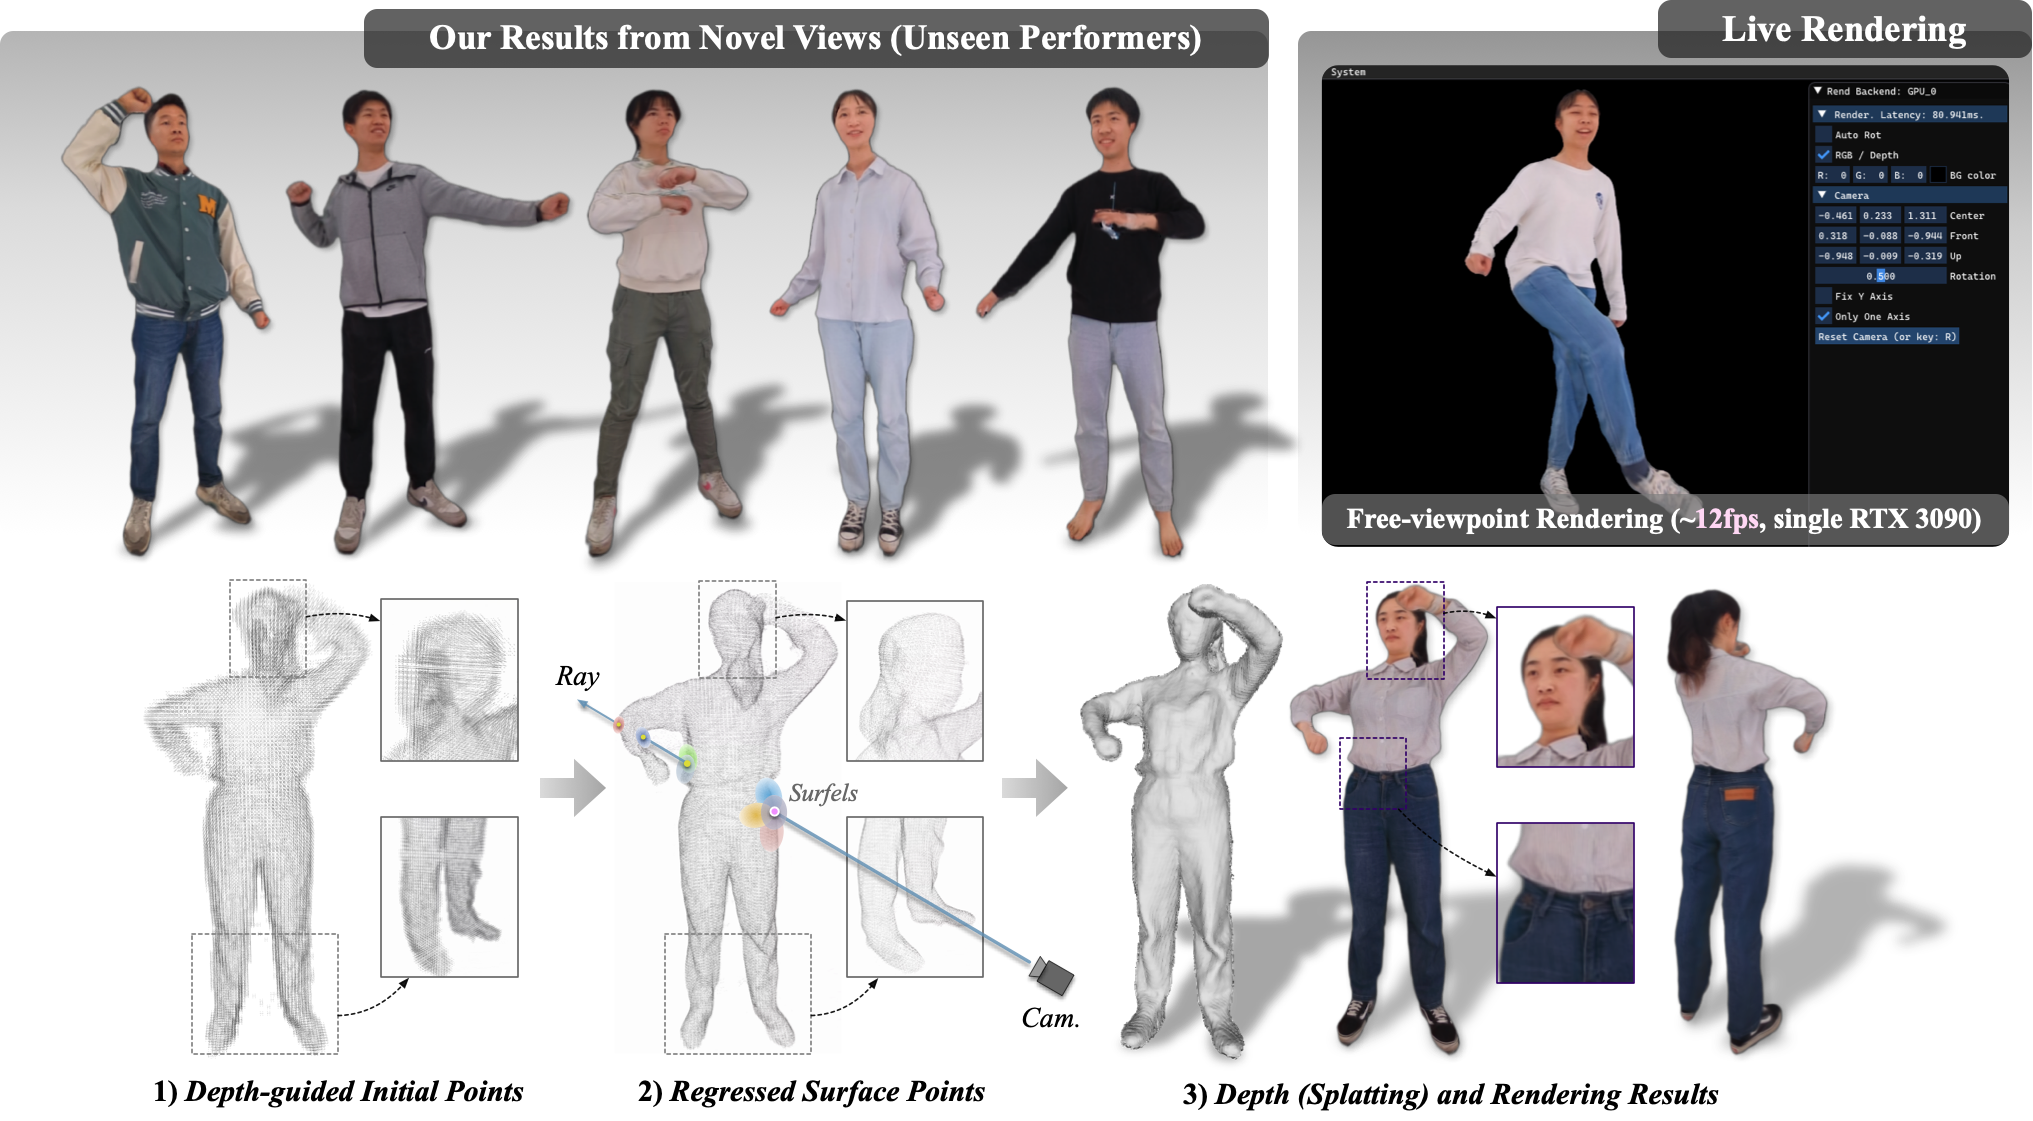 Our Results from Novel Views (Unseen Performers)
Live Rendering
System
Rend Backend: GPU_0
Render. Latency: 80.941ms.
Auto Rot
RGB / Depth
R: 0 G: 0 B: 0 BG color
Camera
-0.461 0.233 1.311 Center
0.318 -0.088 -0.944 Front
-0.948 -0.009 -0.319 Up
0.500 Rotation
Fix Y Axis
Only One Axis
Reset Camera (or key: R)
M
Free-viewpoint Rendering (~12fps, single RTX 3090)
Ray
Surfels
Cam.
1) Depth-guided Initial Points
2) Regressed Surface Points
3) Depth (Splatting) and Rendering Results